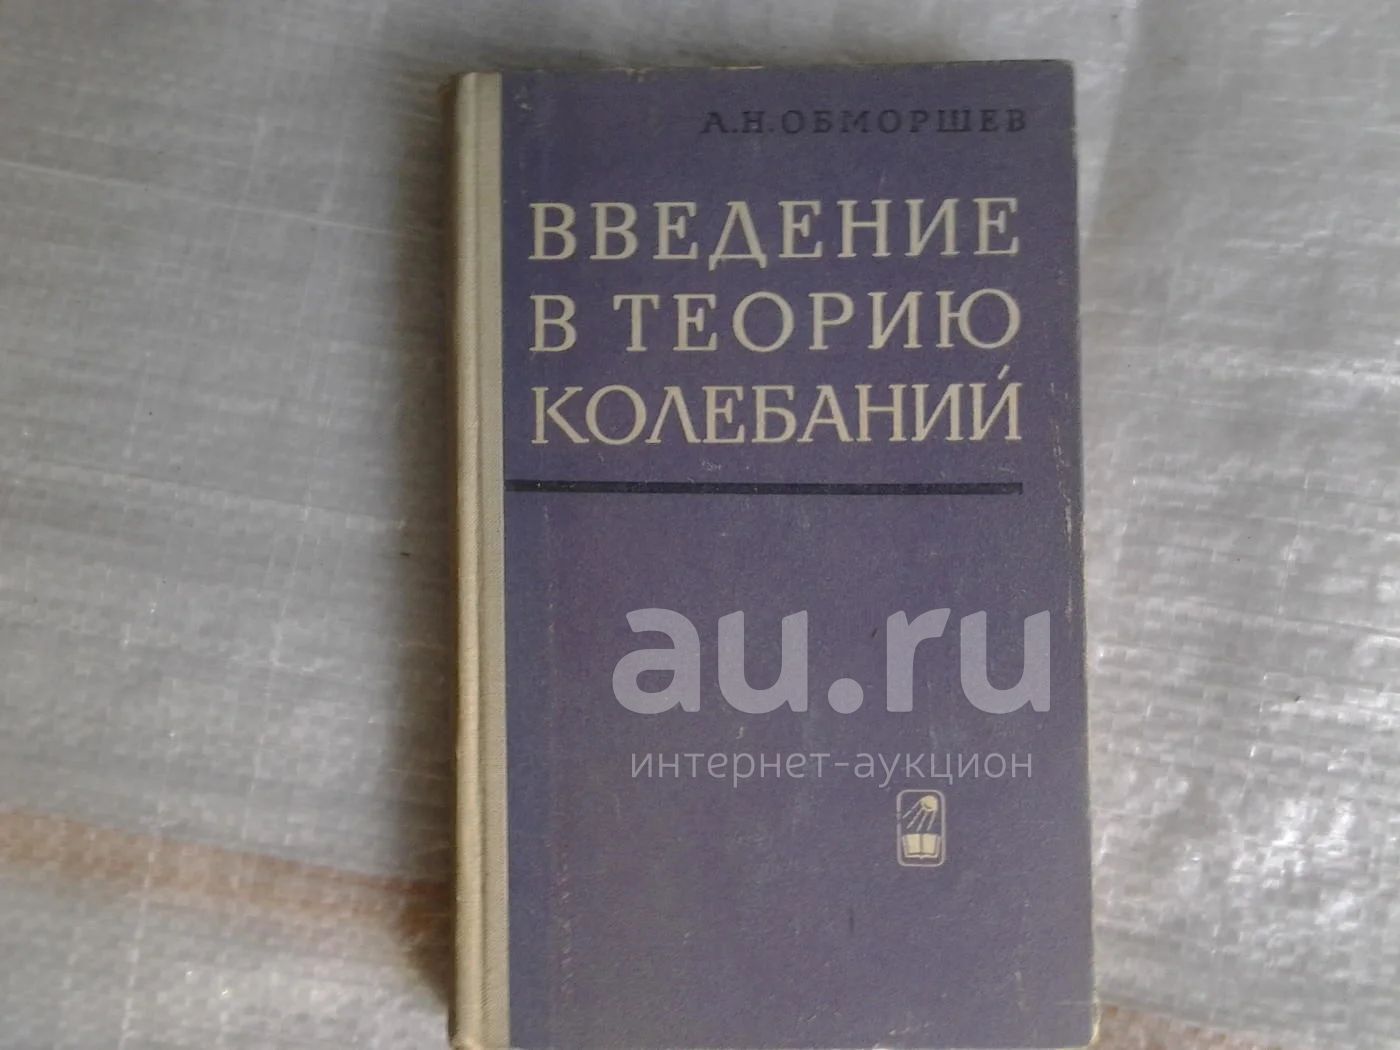 А.Н.ОБМОРШЕВ
ВВЕДЕНИЕ
В ТЕОРИЮ
КОЛЕБАНИЙ
au.ru
интернет-аукцион